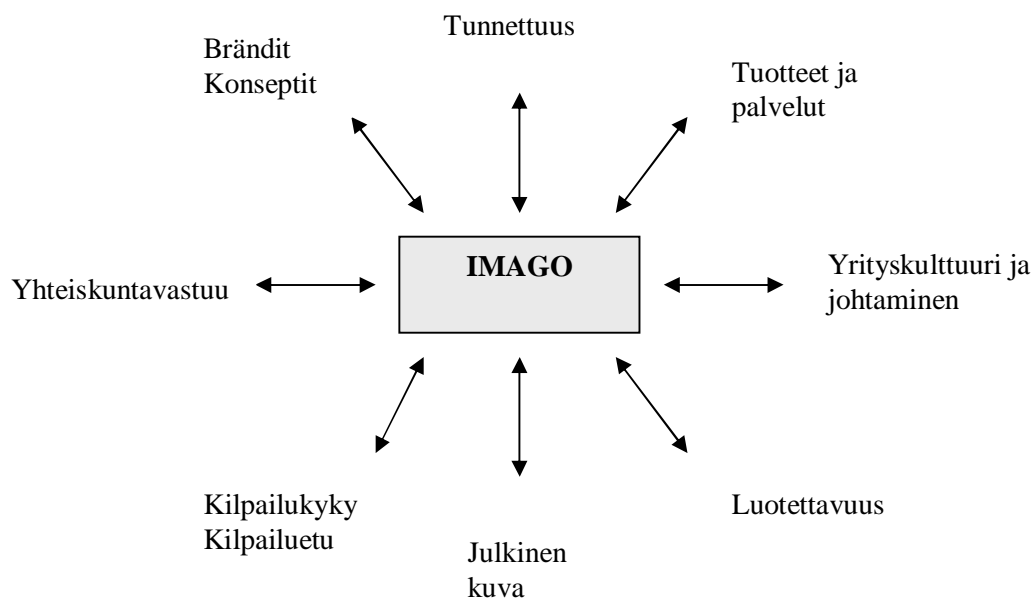 Tunnettuus
Brändit
Konseptit
Tuotteet ja
palvelut
IMAGO
Yhteiskuntavastuu
Yrityskulttuuri ja
johtaminen
Kilpailukyky
Kilpailuetu
Luotettavuus
Julkinen
kuva